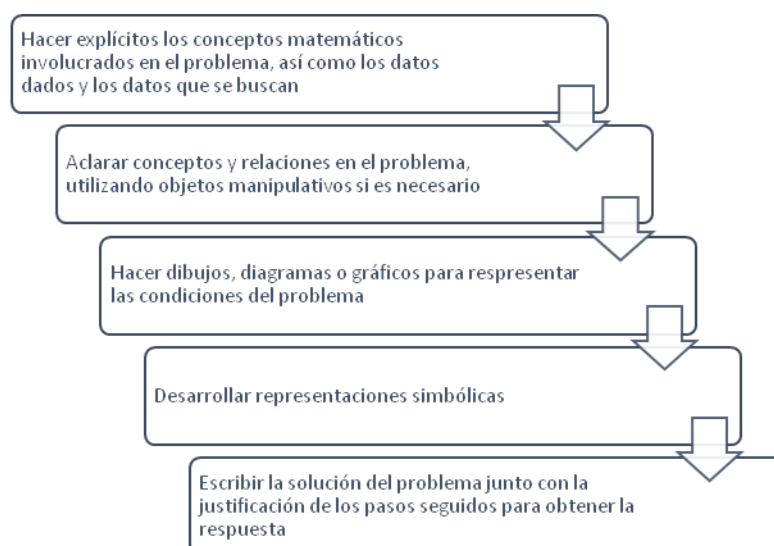 Hacer explícitos los conceptos matemáticos
involucrados en el problema, así como los datos
dados y los datos que se buscan
Aclarar conceptos y relaciones en el problema,
utilizando objetos manipulativos si es necesario
Hacer dibujos, diagramas o gráficos para respresentar
las condiciones del problema
Desarrollar representaciones simbólicas
Escribir la solución del problema junto con la
justificación de los pasos seguidos para obtener la
respuesta